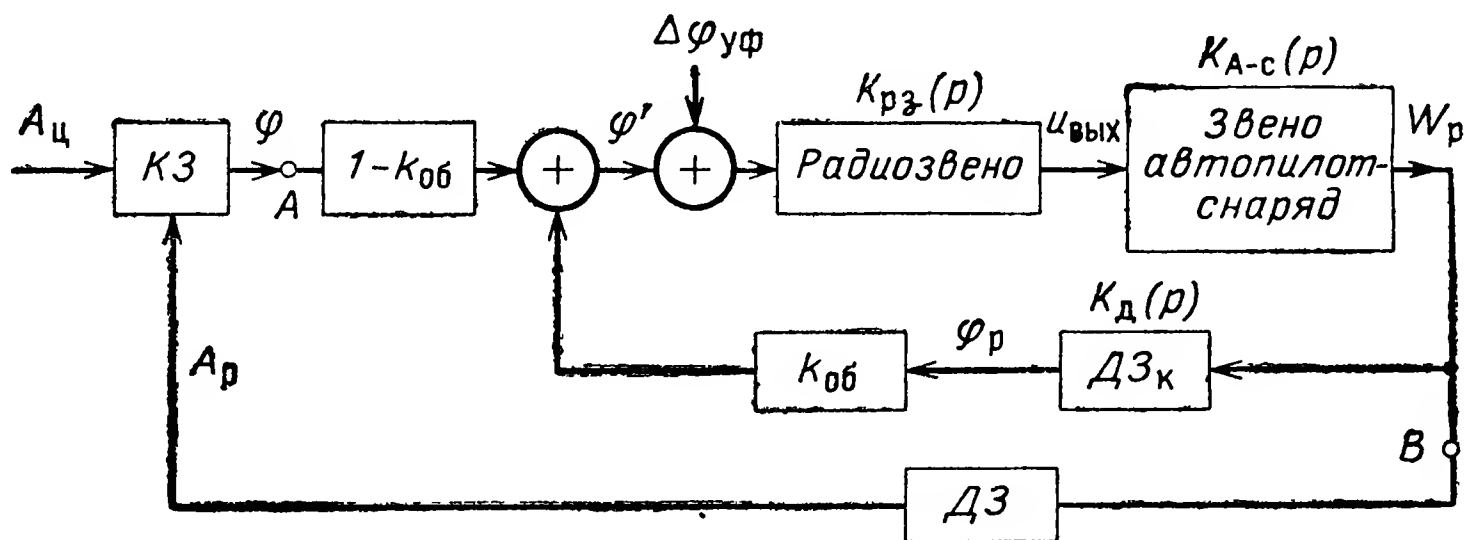 Δφуф
Kрз(p)
KА-с(p)
Aц
КЗ
φ
A
1-kоб
+
φ'
+
Радиозвено
uвых
Звено
автопилот-
снаряд
Wр
Aр
kоб
φр
Kд(p)
ДЗк
B
ДЗ